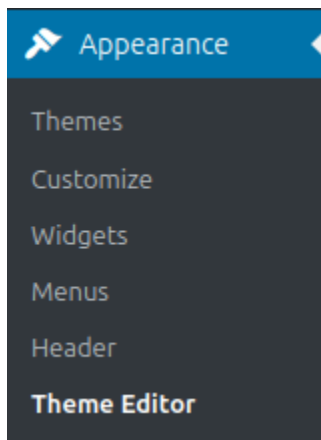 Appearance
Themes
Customize
Widgets
Menus
Header
Theme Editor